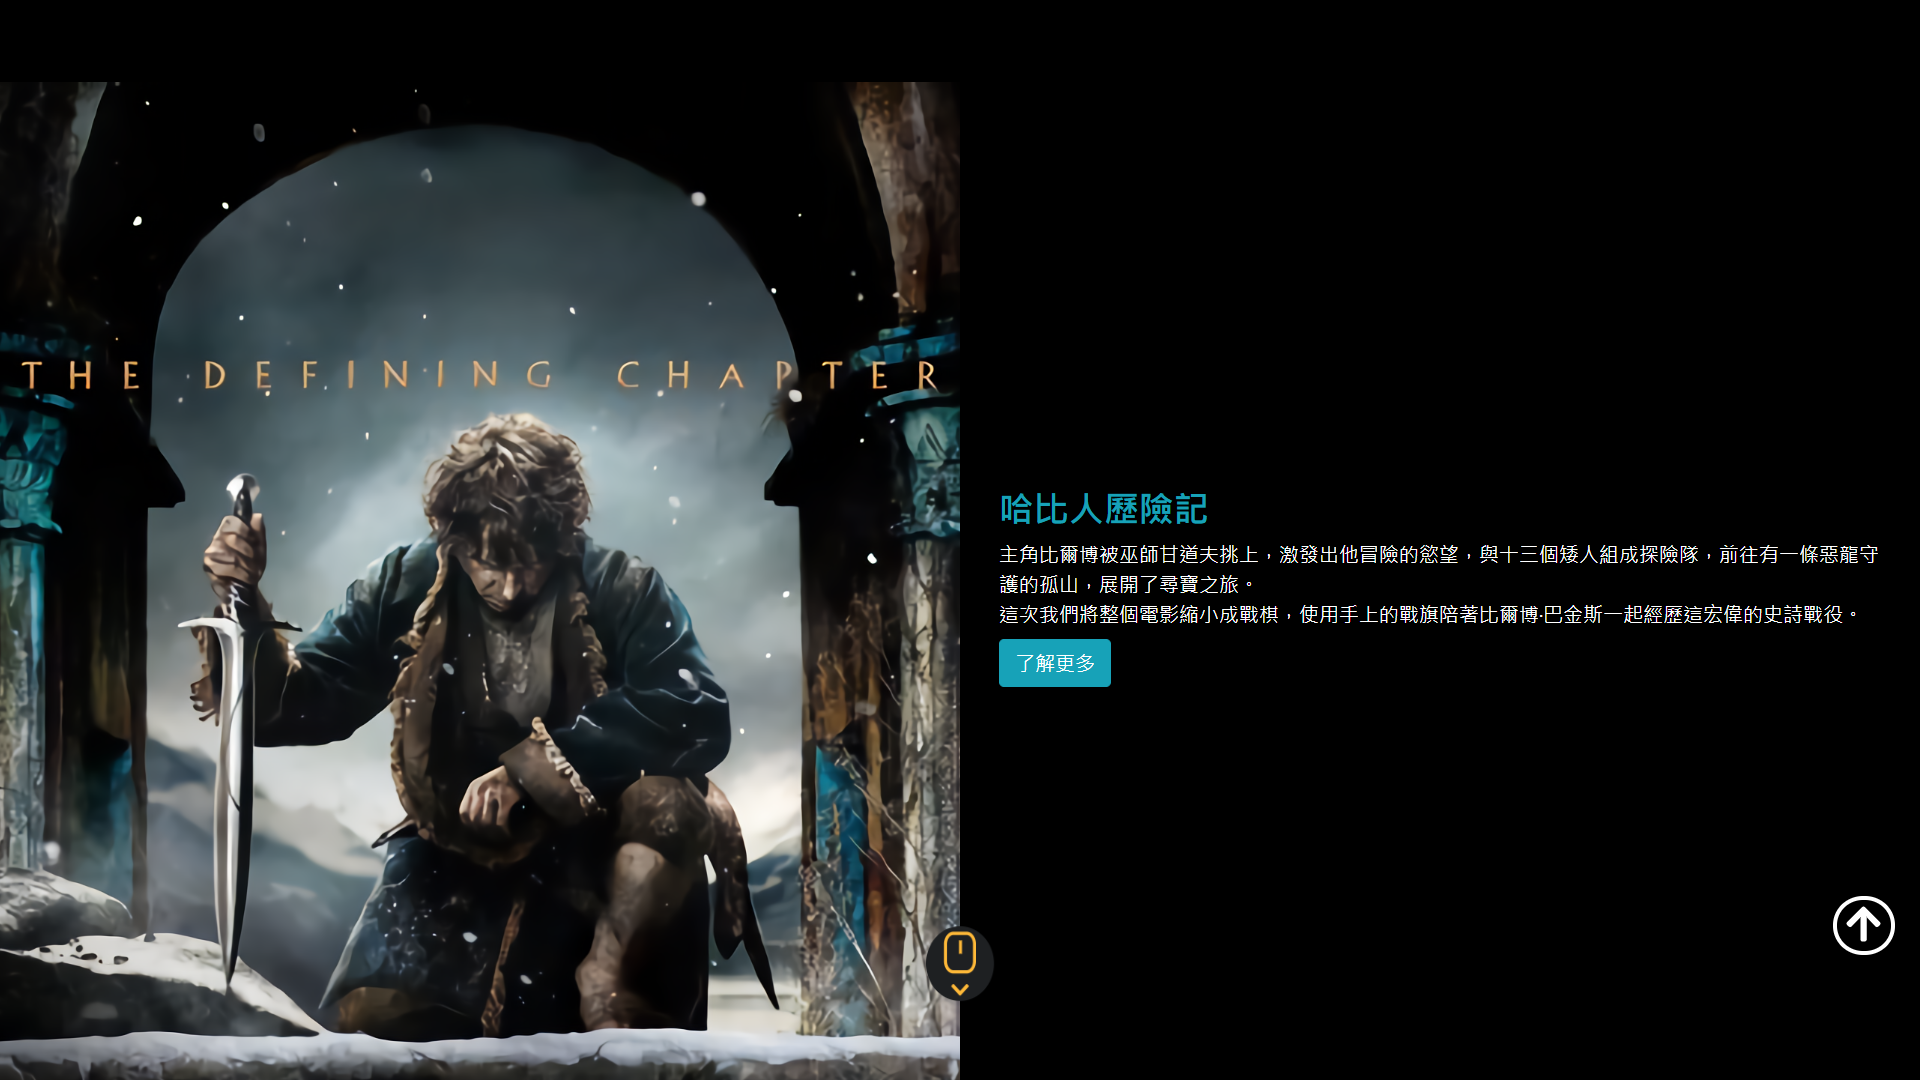 THE DEFINING CHAPTER
哈比人歷險記
主角比爾博被巫師甘道夫挑上，激發出他冒險的慾望，與十三個矮人組成探險隊，前往有一條惡龍守
護的孤山，展開了尋寶之旅。
這次我們將整個電影縮小成戰棋，使用手上的戰旗陪著比爾博·巴金斯一起經歷這宏偉的史詩戰役。
了解更多